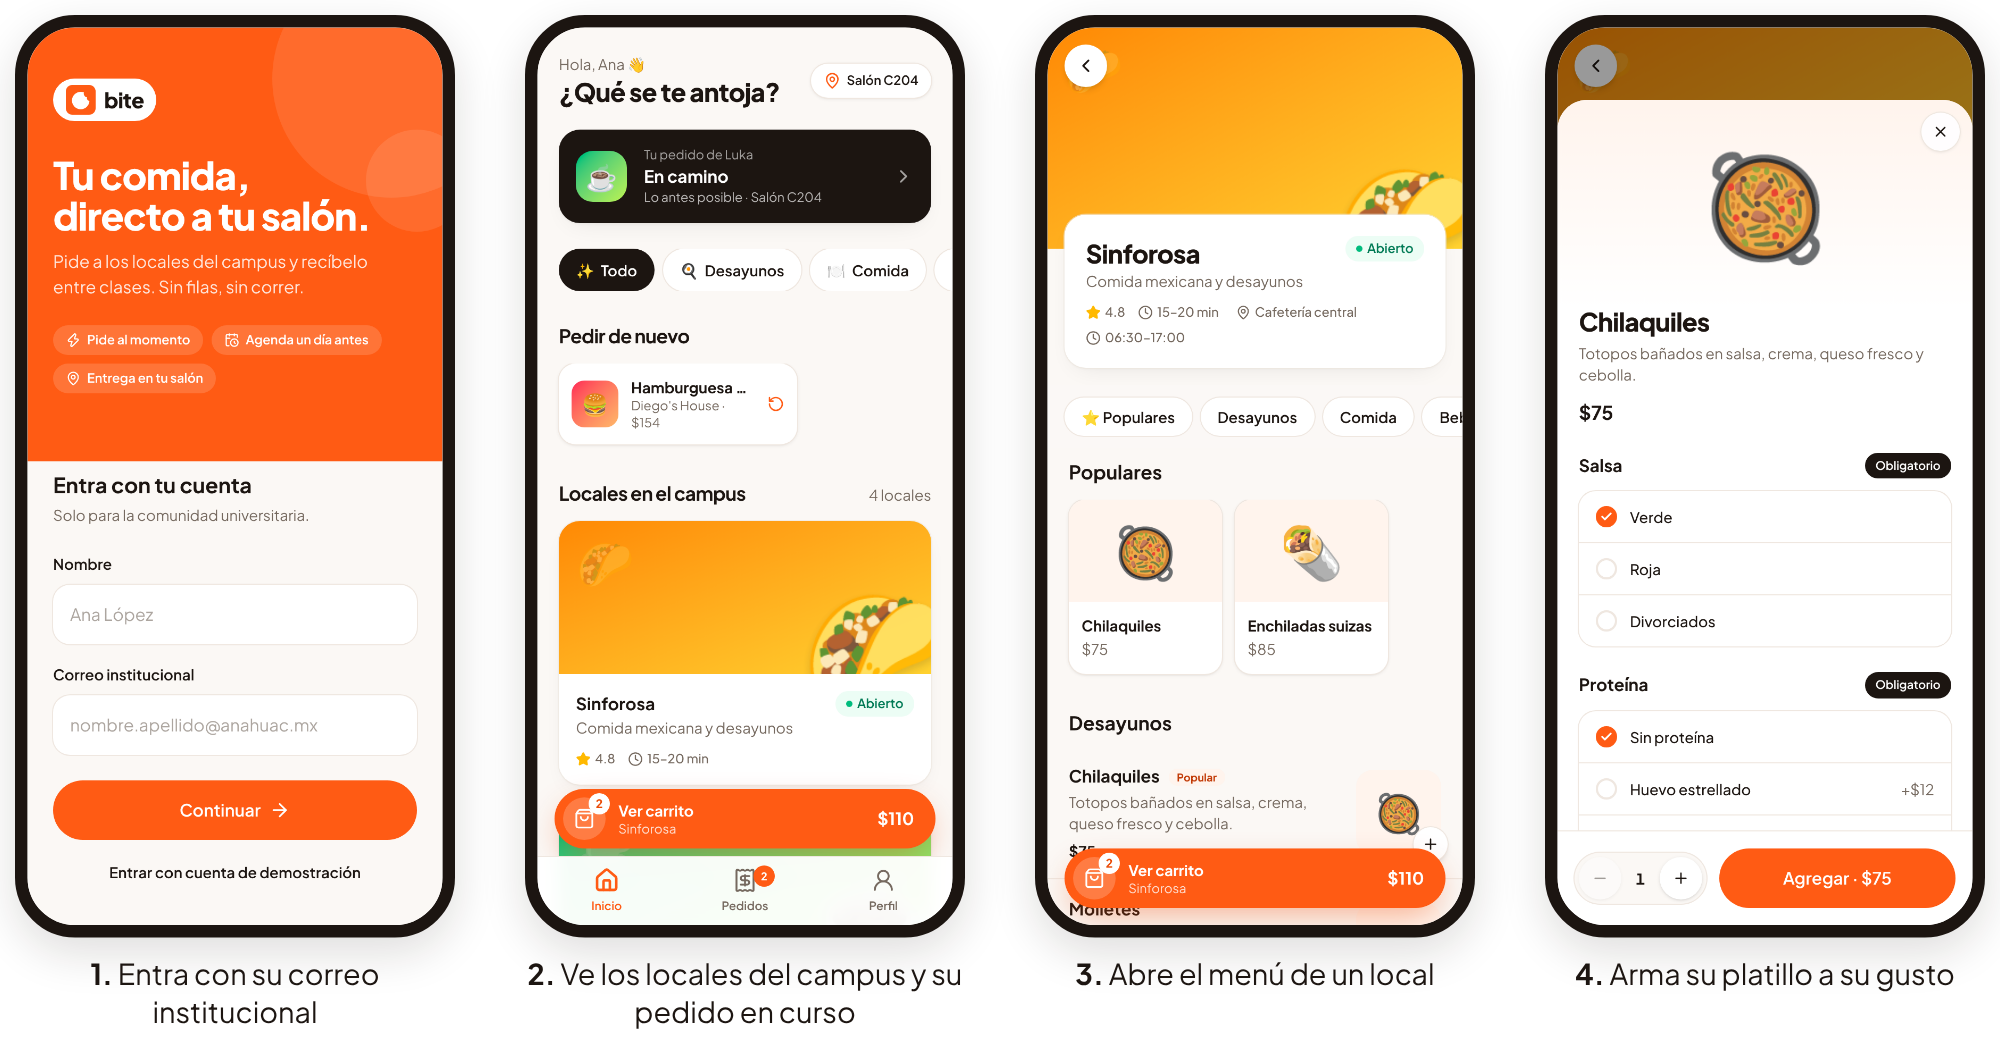 bite
Tu comida,
directo a tu salón.
Pide a los locales del campus y recíbelo
entre clases. Sin filas, sin correr.
Pide al momento
Agenda un día antes
Entrega en tu salón
Entra con tu cuenta
Solo para la comunidad universitaria.
Nombre
Ana López
Correo institucional
nombre.apellido@anahuac.mx
Continuar
Entrar con cuenta de demostración
1. Entra con su correo
institucional
Hola, Ana 👋
¿Qué se te antoja?
Salón C204
Tu pedido de Luka
En camino
Lo antes posible · Salón C204
Todo
Desayunos
Comida
Pedir de nuevo
Hamburguesa ...
Diego's House ·
$154
Locales en el campus
4 locales
Sinforosa
Abierto
Comida mexicana y desayunos
4.8
15–20 min
2
Ver carrito
Sinforosa
$110
Inicio
2
Pedidos
Perfil
2. Ve los locales del campus y su
pedido en curso
Sinforosa
Abierto
Comida mexicana y desayunos
4.8
15–20 min
Cafetería central
06:30–17:00
Populares
Desayunos
Comida
Beb
Populares
Chilaquiles
$75
Enchiladas suizas
$85
Desayunos
Chilaquiles
Popular
Totopos bañados en salsa, crema,
queso fresco y cebolla.
$75
2
Ver carrito
Sinforosa
$110
Molletes
3. Abre el menú de un local
Chilaquiles
Totopos bañados en salsa, crema, queso fresco y
cebolla.
$75
Salsa
Obligatorio
Verde
Roja
Divorciados
Proteína
Obligatorio
Sin proteína
Huevo estrellado
+$12
1
Agregar · $75
4. Arma su platillo a su gusto